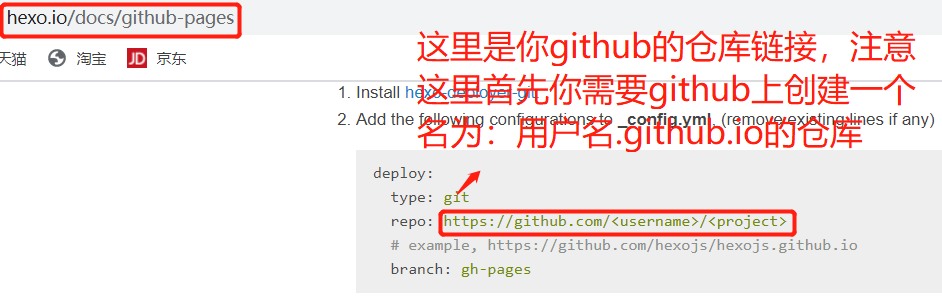 hexo.io/docs/github-pages
天猫 淘宝 JD 京东
这里是你github的仓库链接，注意
这里首先你需要github上创建一个
名为：用户名.github.io的仓库
1. Install hexo-deployer-git
2. Add the following configurations to _config.yml, (remove existing lines if any)
deploy:
type: git
repo: https://github.com/<username>/<project>
# example, https://github.com/hexojs/hexojs.github.io
branch: gh-pages